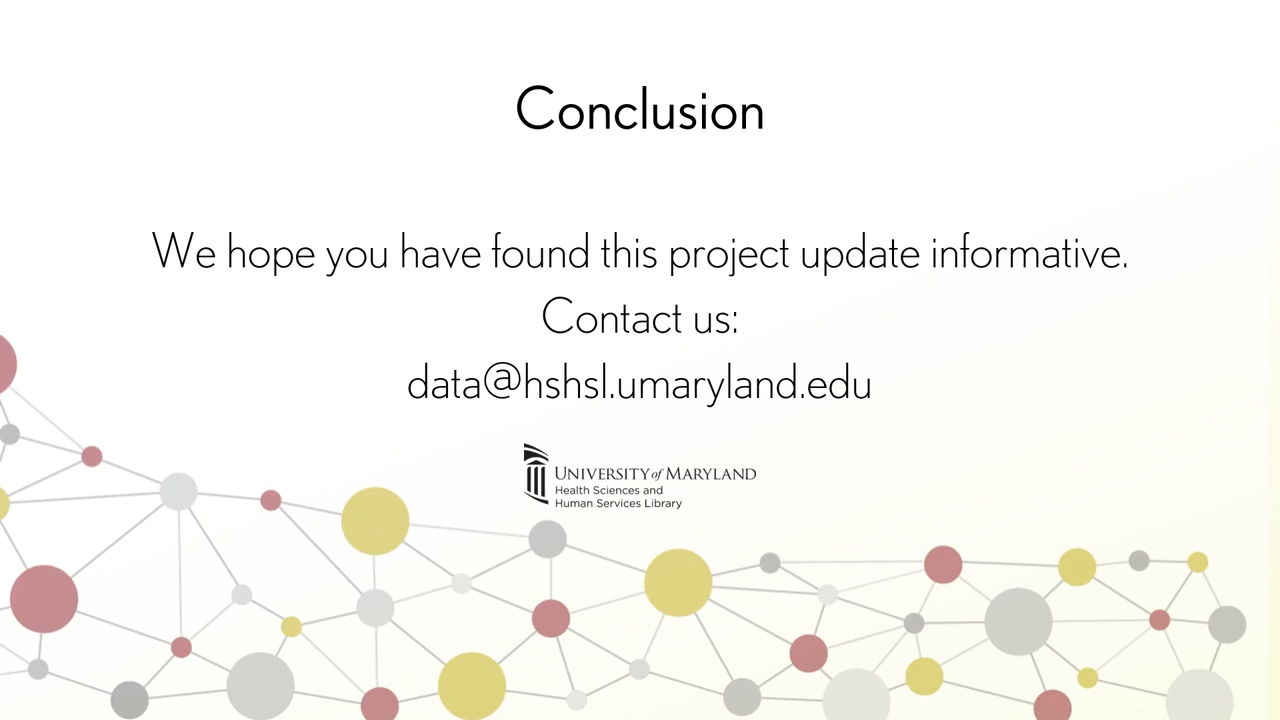 Conclusion
We hope you have found this project update informative.
Contact us:
data@hshsl.umaryland.edu
UNIVERSITY of MARYLAND
Health Sciences and
Human Services Library